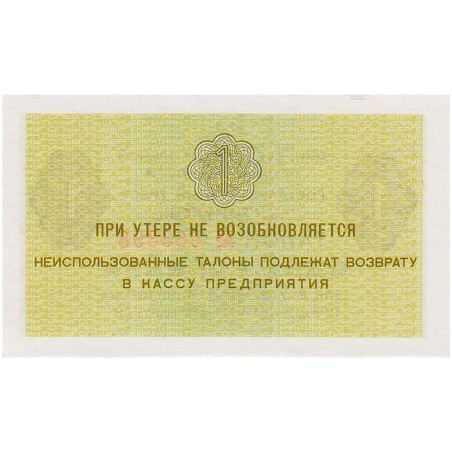 1
ПРИ УТЕРЕ НЕ ВОЗОБНОВЛЯЕТСЯ
НЕИСПОЛЬЗОВАННЫЕ ТАЛОНЫ ПОДЛЕЖАТ ВОЗВРАТУ
В КАССУ ПРЕДПРИЯТИЯ